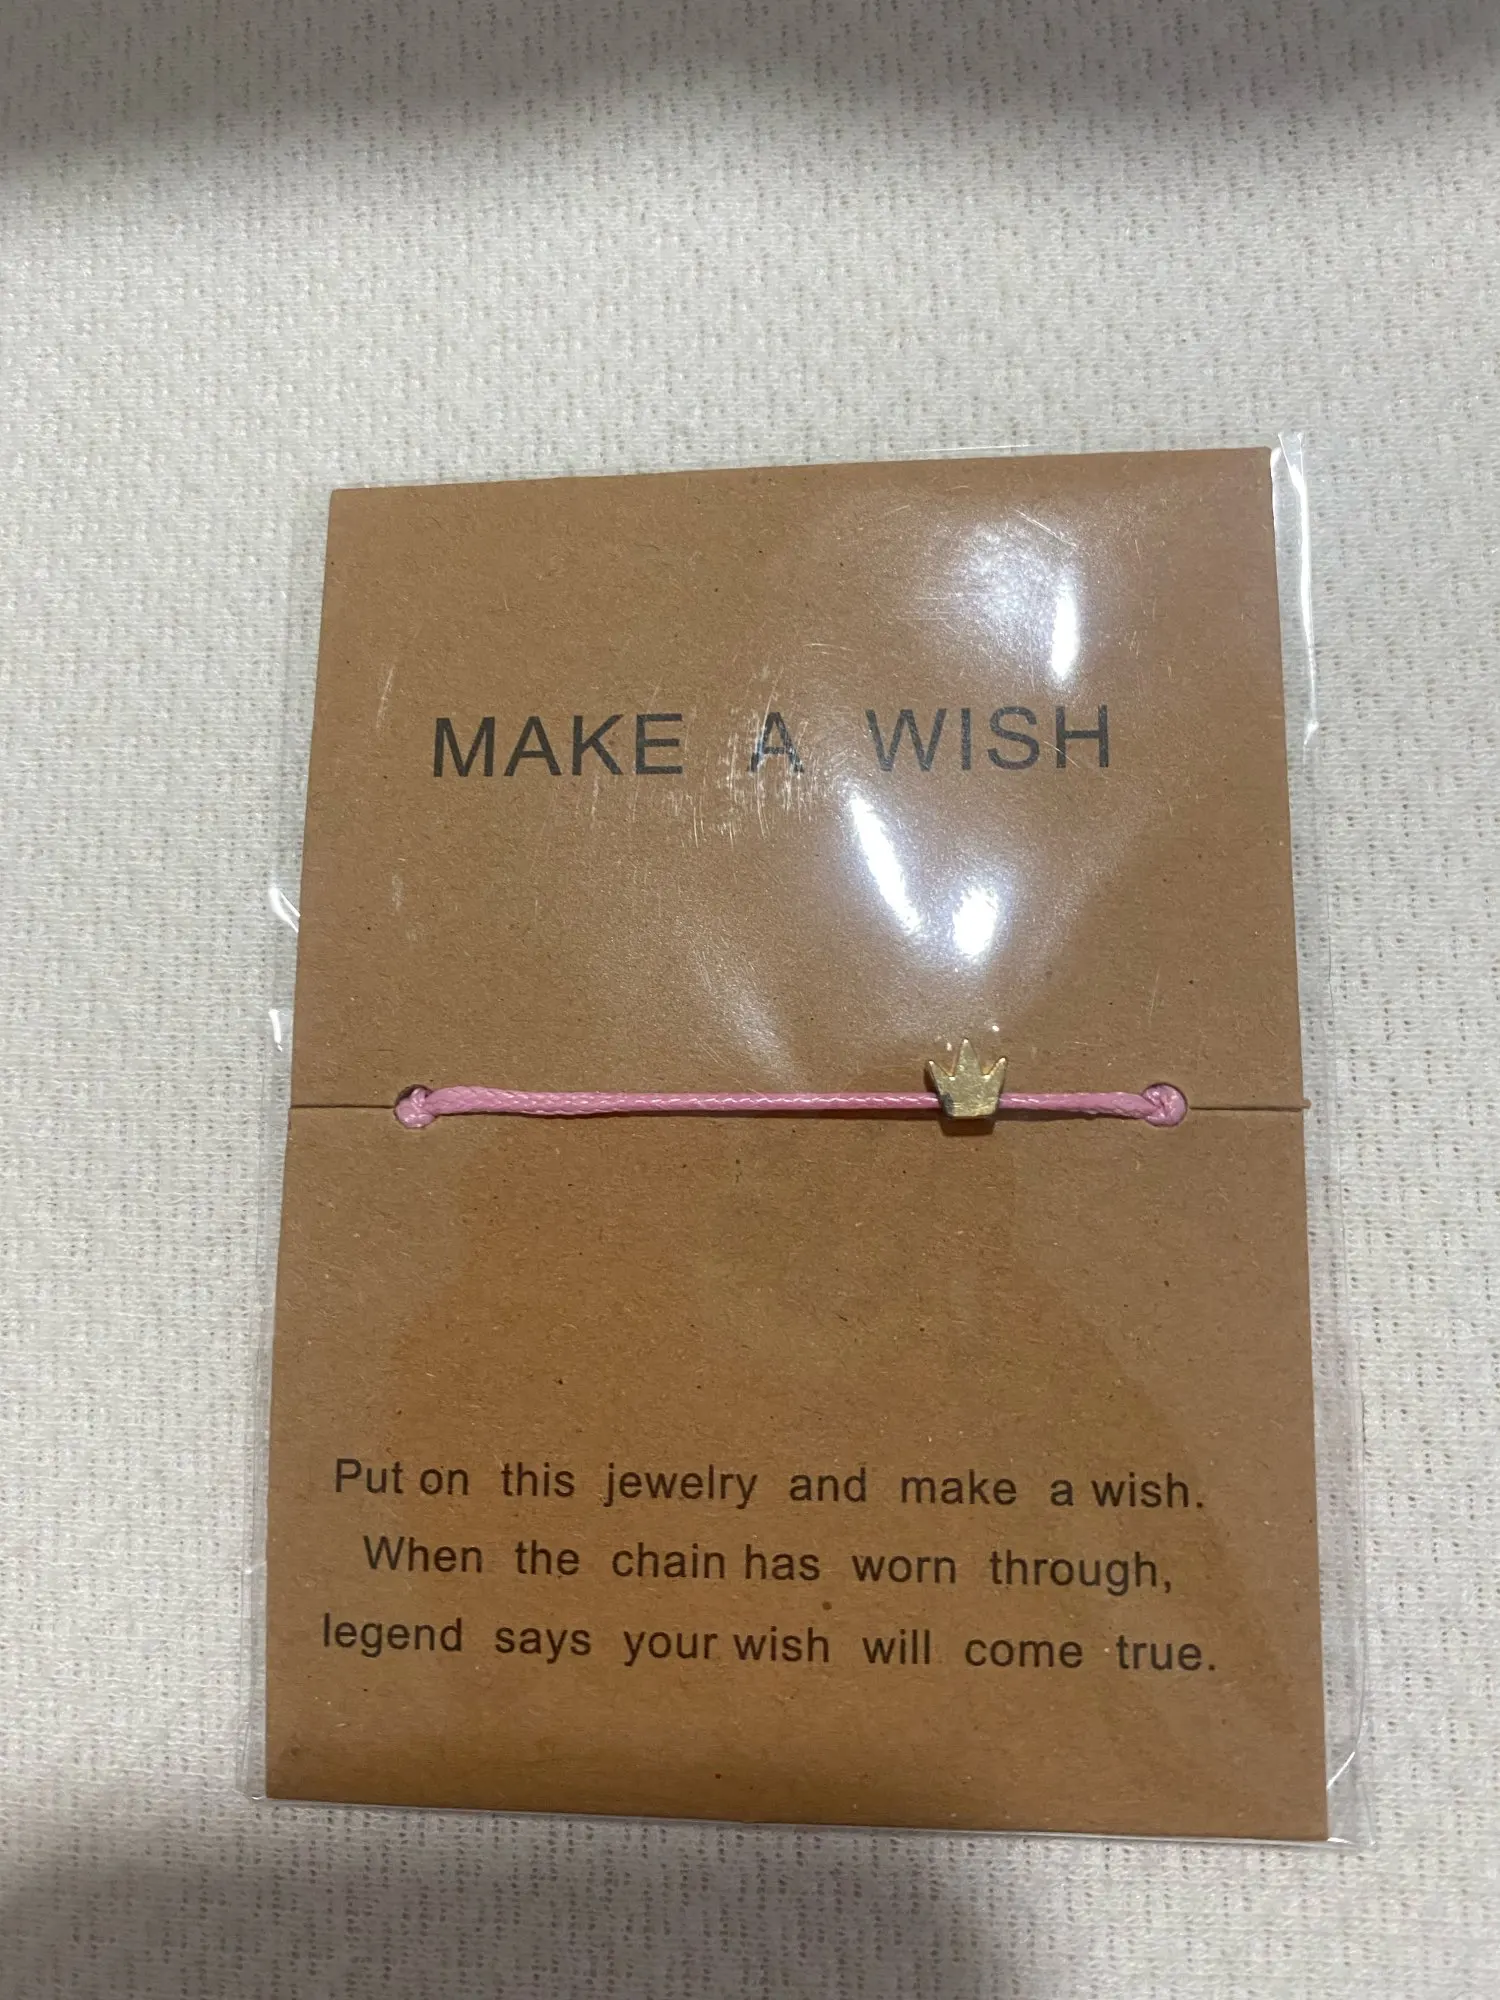 MAKE A WISH
Put on this jewelry and make a wish.
When the chain has worn through,
legend says your wish will come true.